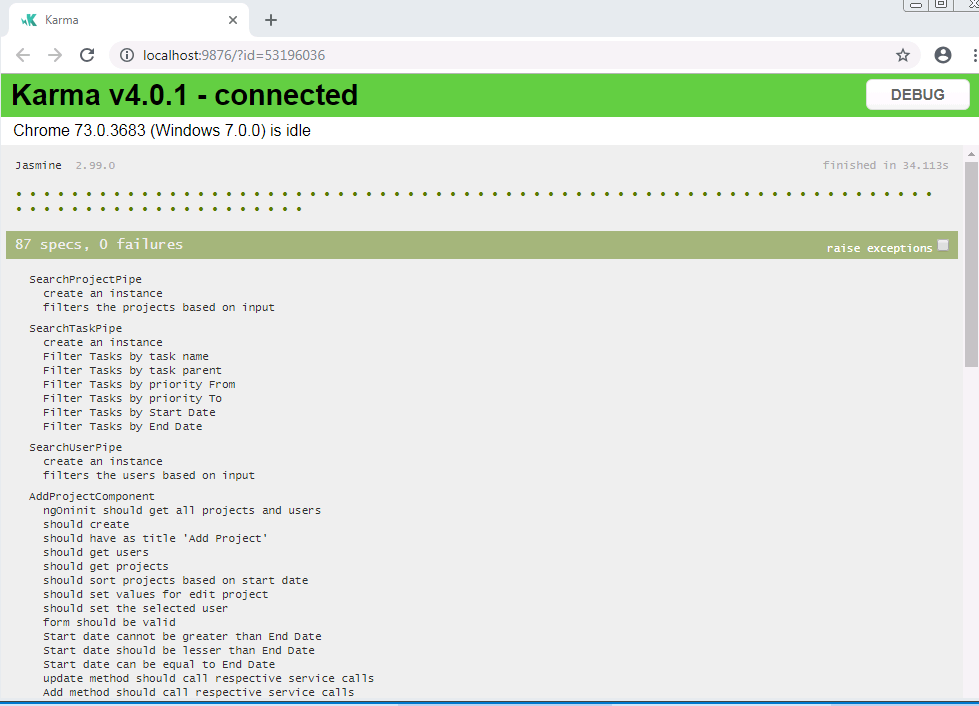 Karma
localhost:9876/?id=53196036
Karma v4.0.1 - connected
DEBUG
Chrome 73.0.3683 (Windows 7.0.0) is idle
Jasmine 2.99.0
finished in 34.113s
87 specs, 0 failures
raise exceptions
SearchProjectPipe
create an instance
filters the projects based on input
SearchTaskPipe
create an instance
Filter Tasks by task name
Filter Tasks by task parent
Filter Tasks by priority From
Filter Tasks by priority To
Filter Tasks by Start Date
Filter Tasks by End Date
SearchUserPipe
create an instance
filters the users based on input
AddProjectComponent
ngOninit should get all projects and users
should create
should have as title 'Add Project'
should get users
should get projects
should sort projects based on start date
should set values for edit project
should set the selected user
form should be valid
Start date cannot be greater than End Date
Start date should be lesser than End Date
Start date can be equal to End Date
update method should call respective service calls
Add method should call respective service calls